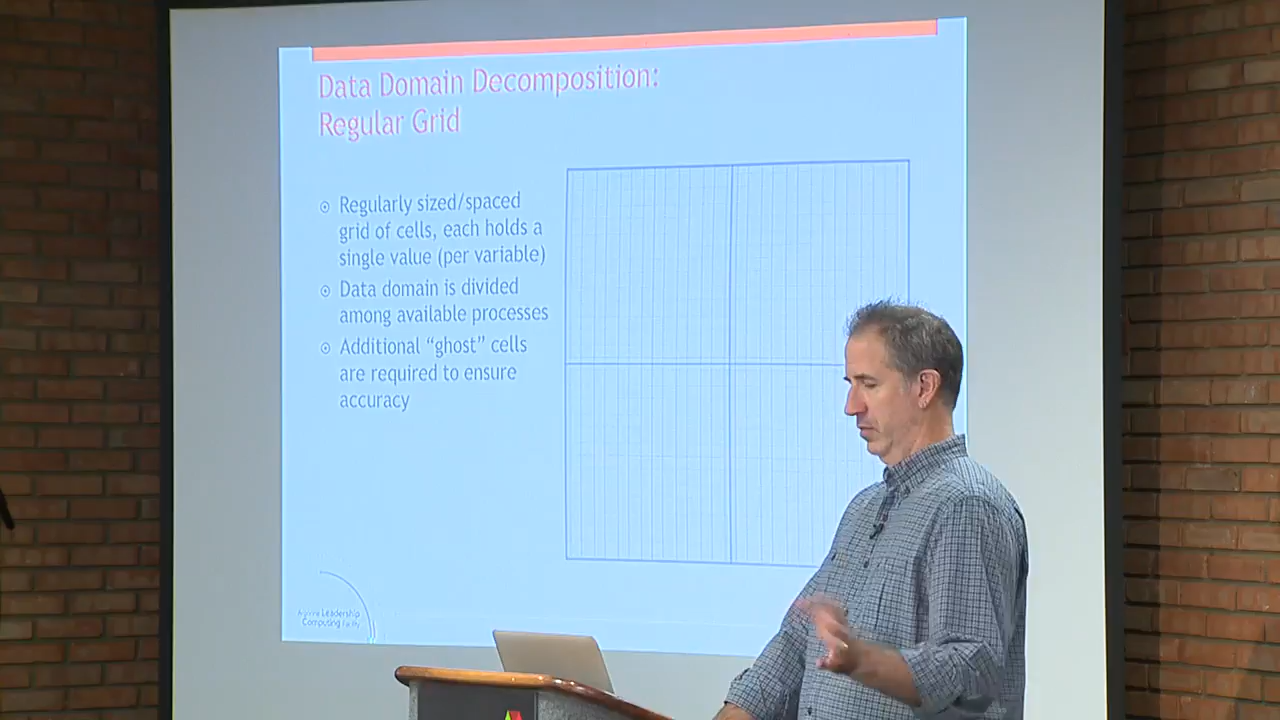 Data Domain Decomposition:
Regular Grid
Regularly sized/spaced
grid of cells, each holds a
single value (per variable)
Data domain is divided
among available processes
Additional “ghost” cells
are required to ensure
accuracy
Leadership
Computing Facility